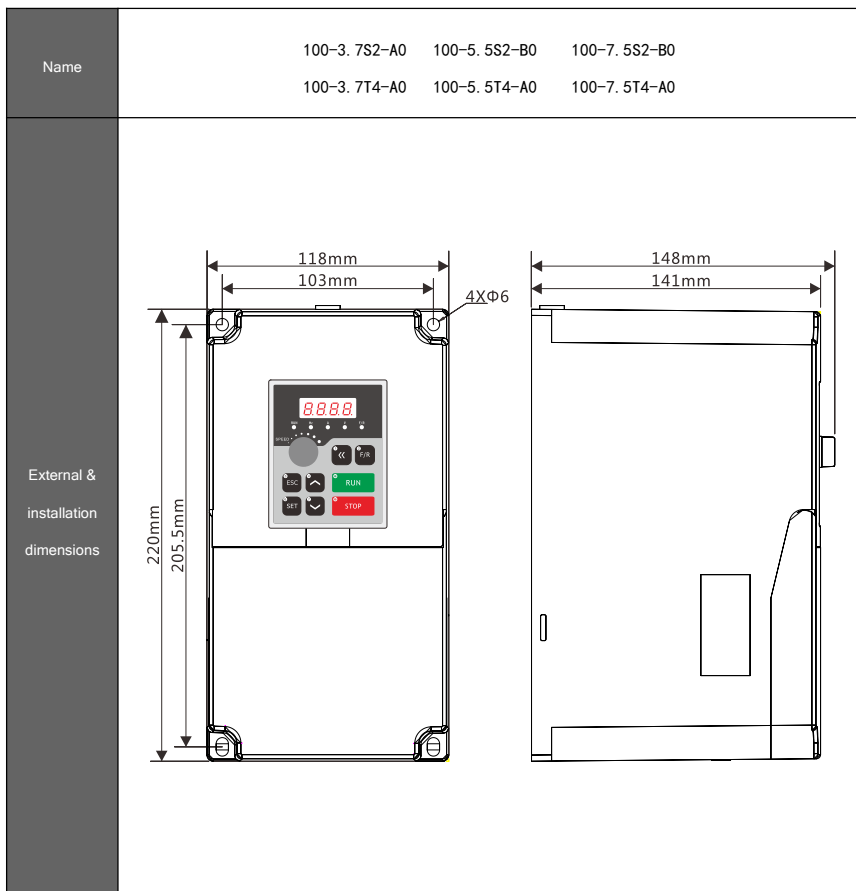 Name
100-3.7S2-A0 100-5.5S2-B0 100-7.5S2-B0
100-3.7T4-A0 100-5.5T4-A0 100-7.5T4-A0
External &
installation
dimensions
118mm
103mm
4XΦ6
148mm
141mm
220mm
205.5mm
8.8.8.8.
SPEED
F/R
ESC
RUN
SET
STOP